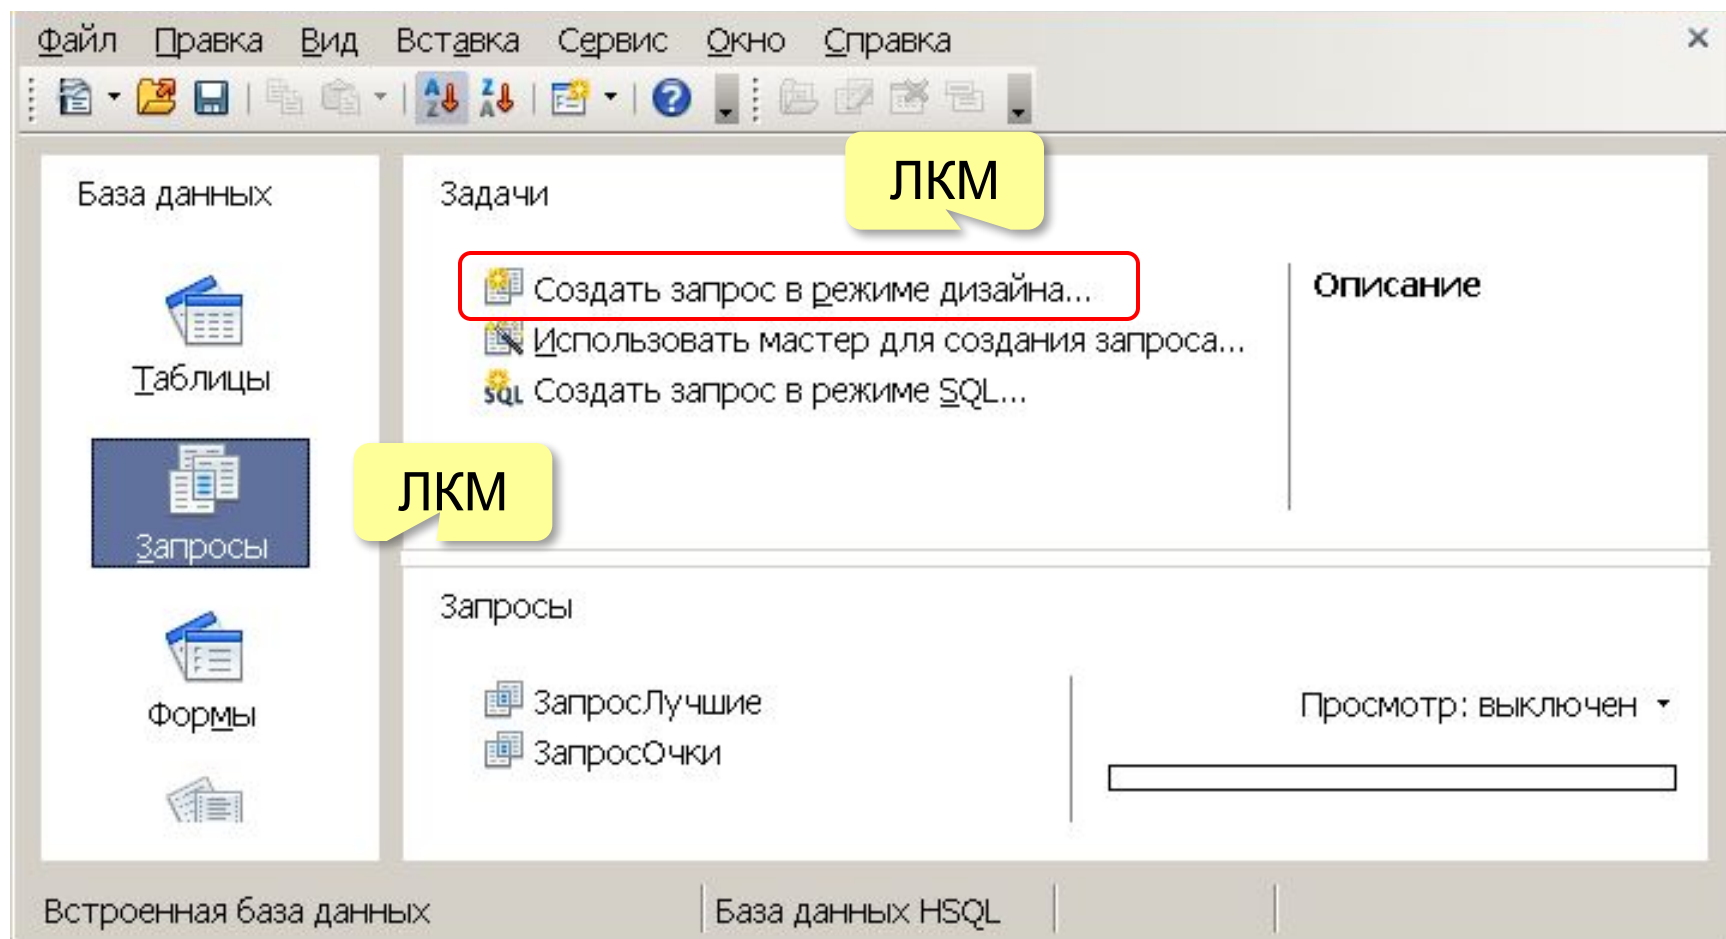 Файл Правка Вид Вставка Сервис Окно Справка
ЛКМ
База данных
Таблицы
Запросы
Формы
ЛКМ
Задачи
Создать запрос в режиме дизайна...
Использовать мастер для создания запроса...
SQL Создать запрос в режиме SQL...
Описание
Запросы
ЗапросЛучшие
ЗапросОчки
Просмотр: выключен
Встроенная база данных
База данных HSQL